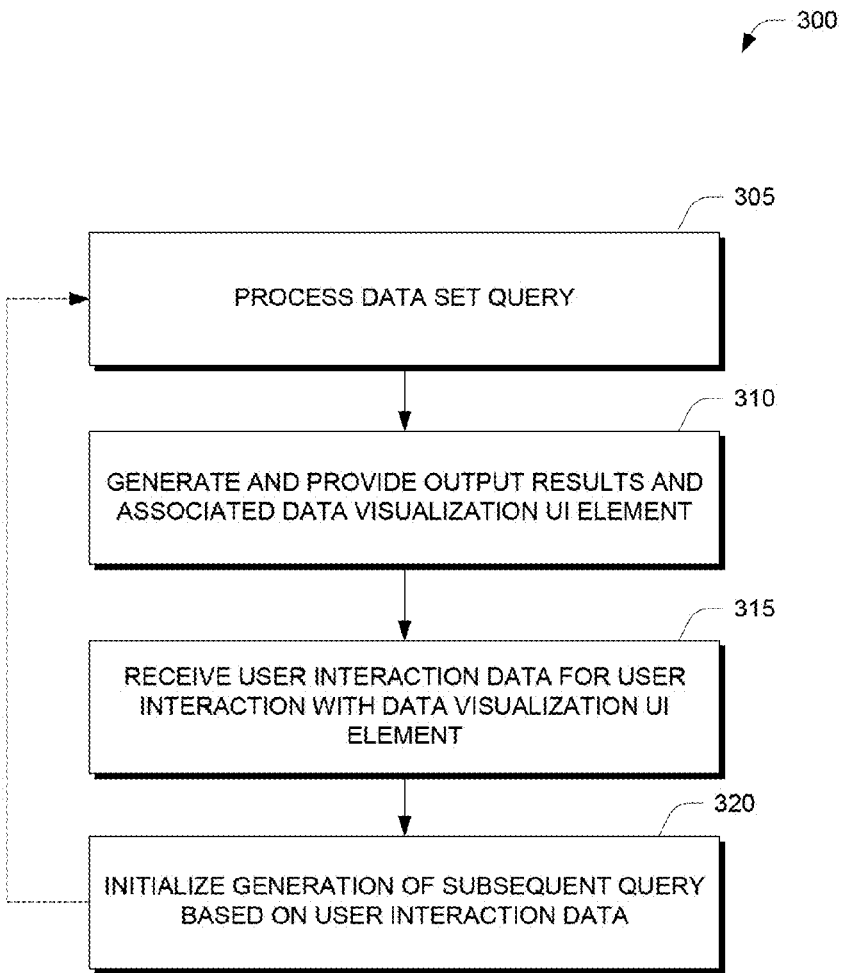 300
305
PROCESS DATA SET QUERY
310
GENERATE AND PROVIDE OUTPUT RESULTS AND
ASSOCIATED DATA VISUALIZATION UI ELEMENT
315
RECEIVE USER INTERACTION DATA FOR USER
INTERACTION WITH DATA VISUALIZATION UI
ELEMENT
320
INITIALIZE GENERATION OF SUBSEQUENT QUERY
BASED ON USER INTERACTION DATA